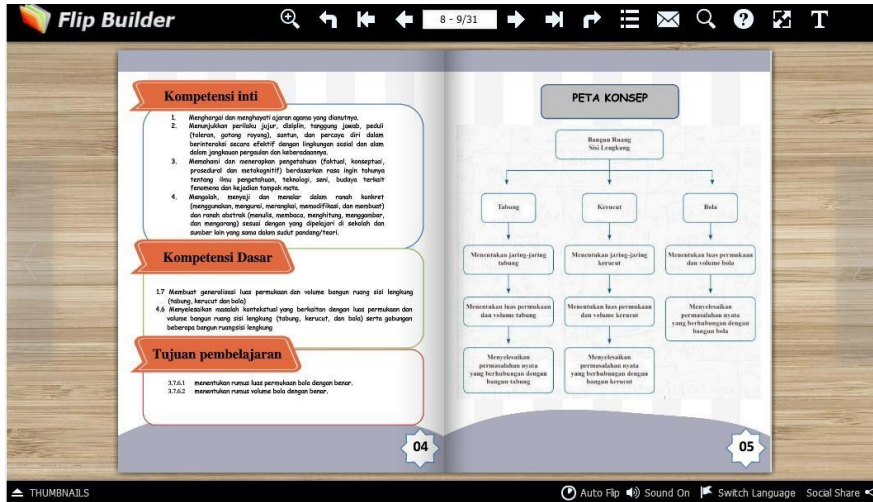 Flip Builder
8 - 9/31
Kompetensi inti
1. Menghargai dan menghayati ajaran agama yang dianutnya.
2. Menunjukkan perilaku jujur, disiplin, tanggung jawab, peduli
(toleran, gotong royong), santun, dan percaya diri dalam
berinteraksi secara efektif dengan lingkungan sosial dan alam
dalam jangkauan pergaulan dan keberadaannya.
3. Memahami dan menerapkan pengetahuan (faktual, konseptual,
prosedural dan metakognitif) berdasarkan rasa ingin tahunya
tentang ilmu pengetahuan, teknologi, seni, budaya terkait
fenomena dan kejadian tampak mata.
4. Mengolah, menyaji dan menalar dalam ranah konkret
(menggunakan, mengurai, merangkai, memodifikasi, dan membuat)
dan ranah abstrak (menulis, membaca, menghitung, menggambar,
dan mengarang) sesuai dengan yang dipelajari di sekolah dan
sumber lain yang sama dalam sudut pandang/teori.
Kompetensi Dasar
1.7 Membuat generalisasi luas permukaan dan volume bangun ruang sisi lengkung
(tabung, kerucut dan bola)
4.6 Menyelesaikan masalah kontekstual yang berkaitan dengan luas permukaan dan
volume bangun ruang sisi lengkung (tabung, kerucut, dan bola) serta gabungan
beberapa bangun ruangsisi lengkung
Tujuan pembelajaran
3.7.6.1 menentukan rumus luas permukaan bola dengan benar.
3.7.6.2 menentukan rumus volume bola dengan benar.
04
PETA KONSEP
Bangun Ruang
Sisi Lengkung
Tabung
Kerucut
Bola
Menentukan jaring-jaring
tabung
Menentukan jaring-jaring
kerucut
Menentukan luas permukaan
dan volume bola
Menentukan luas permukaan
dan volume tabung
Menentukan luas permukaan
dan volume kerucut
Menyelesaikan
permasalahan nyata
yang berhubungan dengan
bangun bola
Menyelesaikan
permasalahan nyata
yang berhubungan dengan
bangun tabung
Menyelesaikan
permasalahan nyata
yang berhubungan dengan
bangun kerucut
05
THUMBNAILS
Auto Flip
Sound On
Switch Language
Social Share